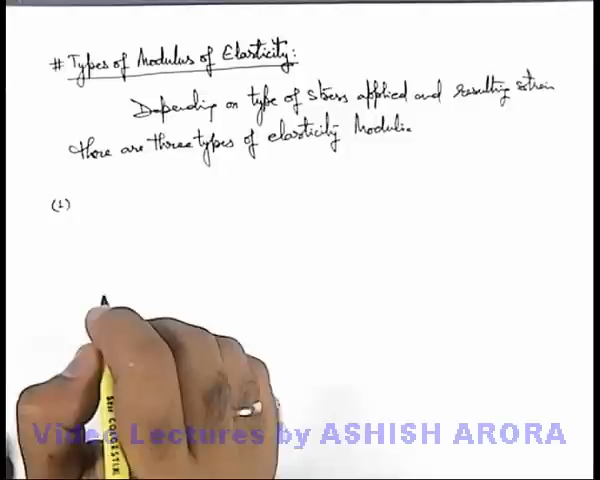 # Types of Modulus of Elasticity:
Depending on type of stress applied and resulting strain
there are three types of elasticity Moduli.
(1)
Video Lectures by ASHISH ARORA